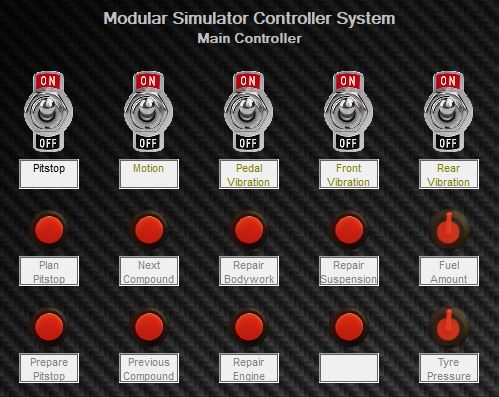 Modular Simulator Controller System
Main Controller
ON ON ON ON ON
OFF OFF OFF OFF OFF
Pitstop Motion Pedal Vibration Front Vibration Rear Vibration
Plan Pitstop Next Compound Repair Bodywork Repair Suspension Fuel Amount
Prepare Pitstop Previous Compound Repair Engine Tyre Pressure